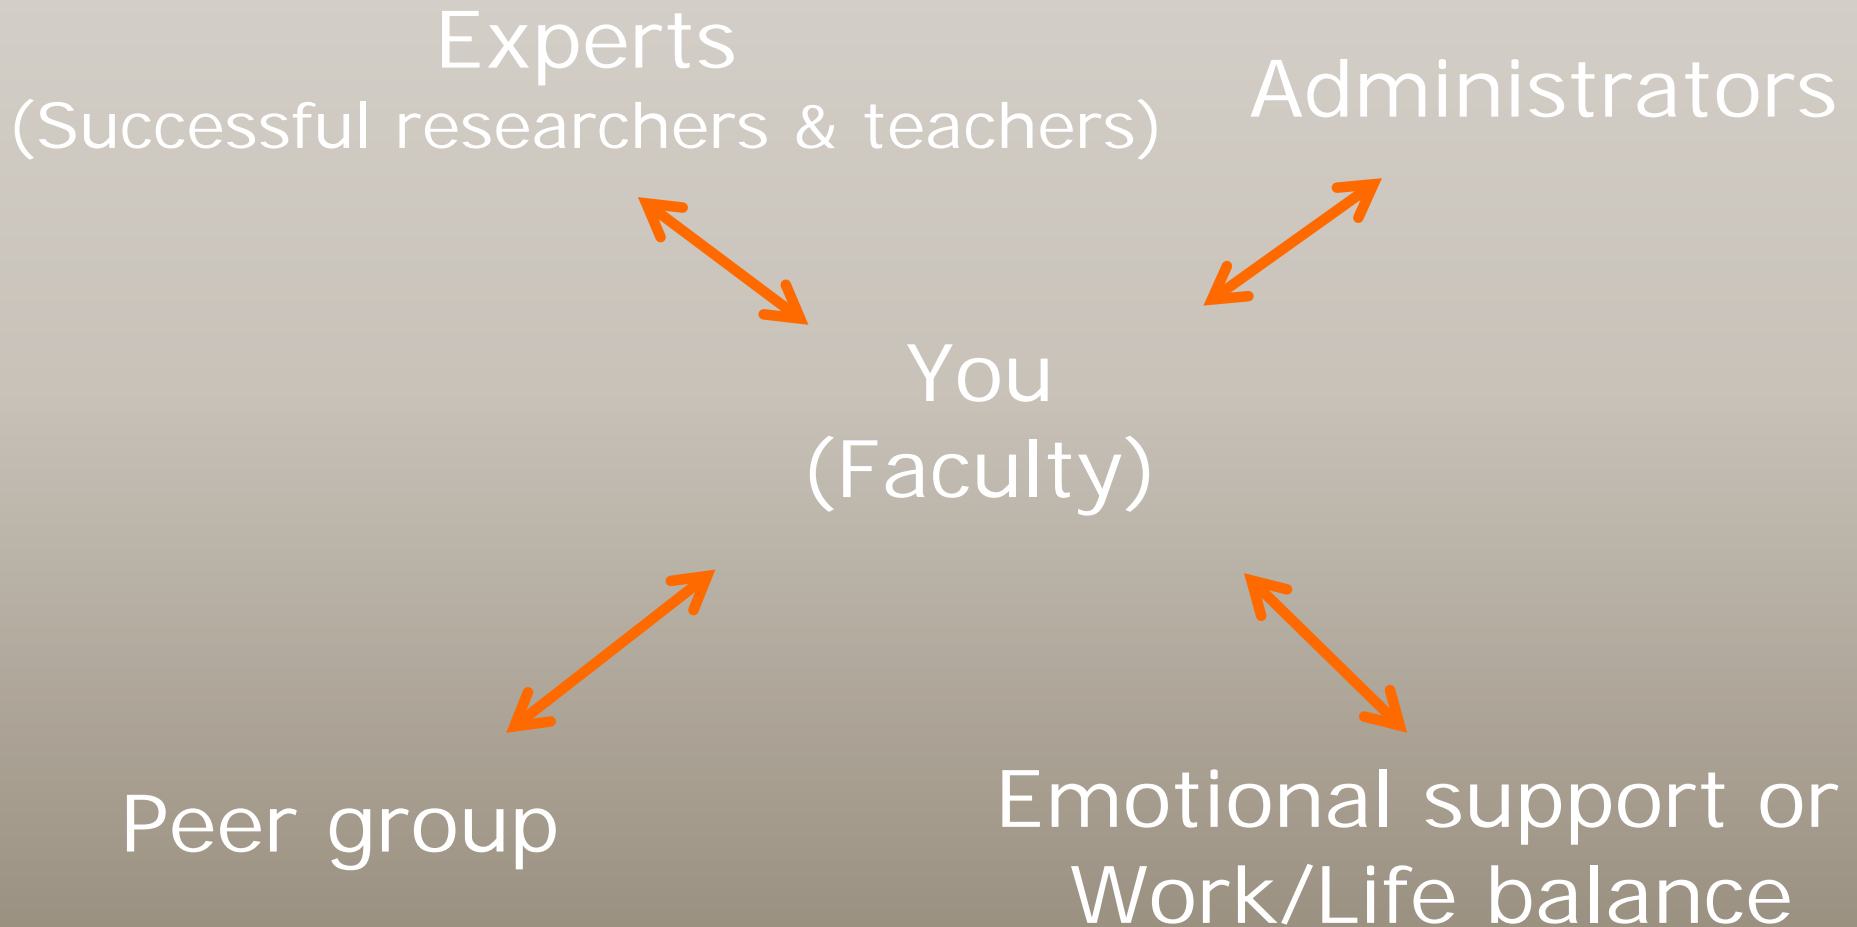 Experts
(Successful researchers & teachers)
Administrators
You
(Faculty)
Peer group
Emotional support or
Work/Life balance